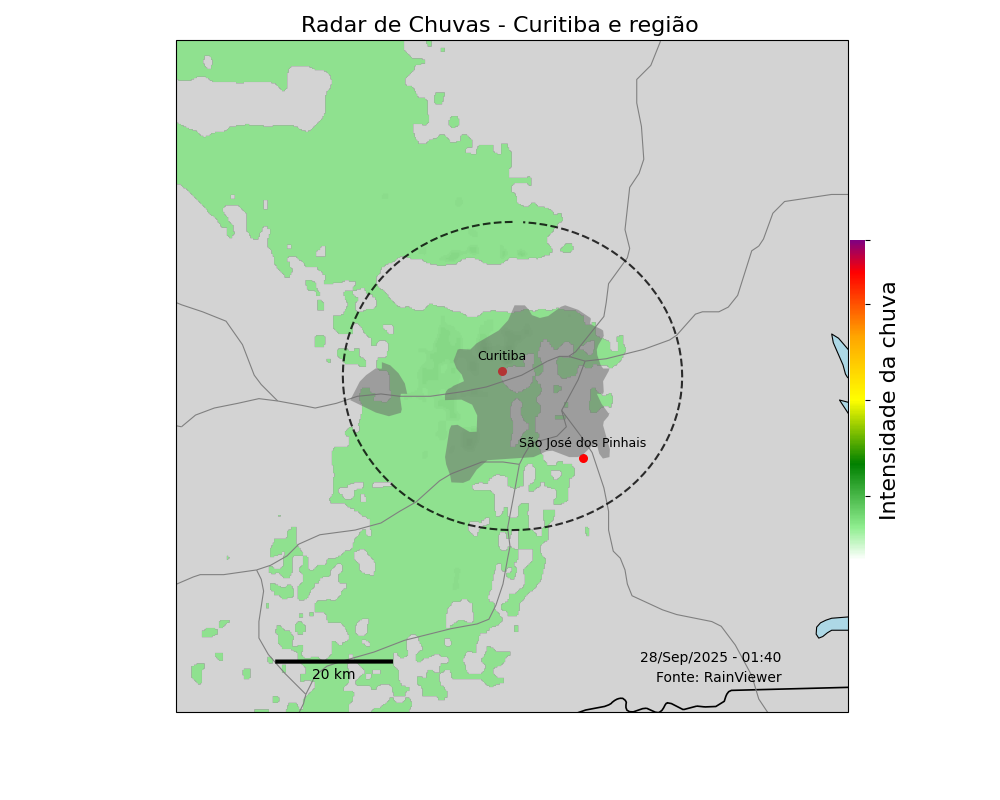 Radar de Chuvas - Curitiba e região
Curitiba
São José dos Pinhais
Intensidade da chuva
28/Sep/2025 - 01:40
20 km
Fonte: RainViewer